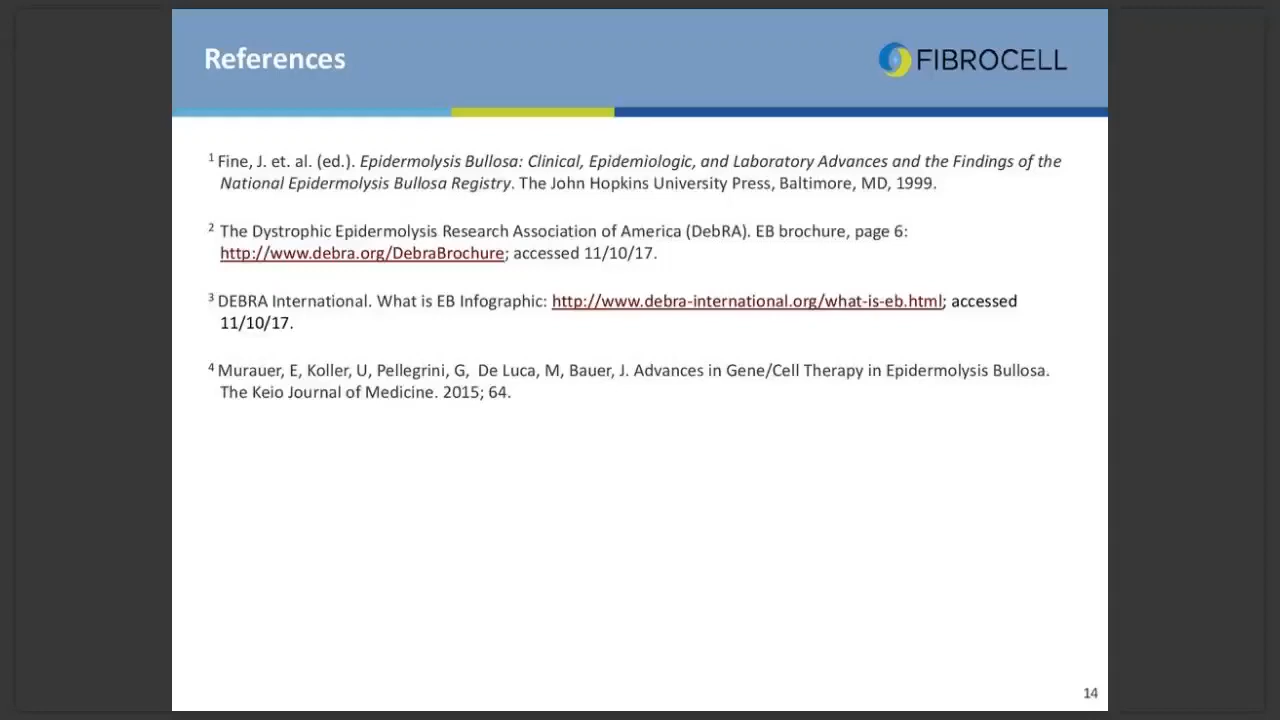 References
FIBROCELL
1 Fine, J. et. al. (ed.). Epidermolysis Bullosa: Clinical, Epidemiologic, and Laboratory Advances and the Findings of the
National Epidermolysis Bullosa Registry. The John Hopkins University Press, Baltimore, MD, 1999.
2 The Dystrophic Epidermolysis Research Association of America (DebRA). EB brochure, page 6:
http://www.debra.org/DebraBrochure; accessed 11/10/17.
3 DEBRA International. What is EB Infographic: http://www.debra-international.org/what-is-eb.html; accessed
11/10/17.
4 Murauer, E, Koller, U, Pellegrini, G, De Luca, M, Bauer, J. Advances in Gene/Cell Therapy in Epidermolysis Bullosa.
The Keio Journal of Medicine. 2015; 64.
14